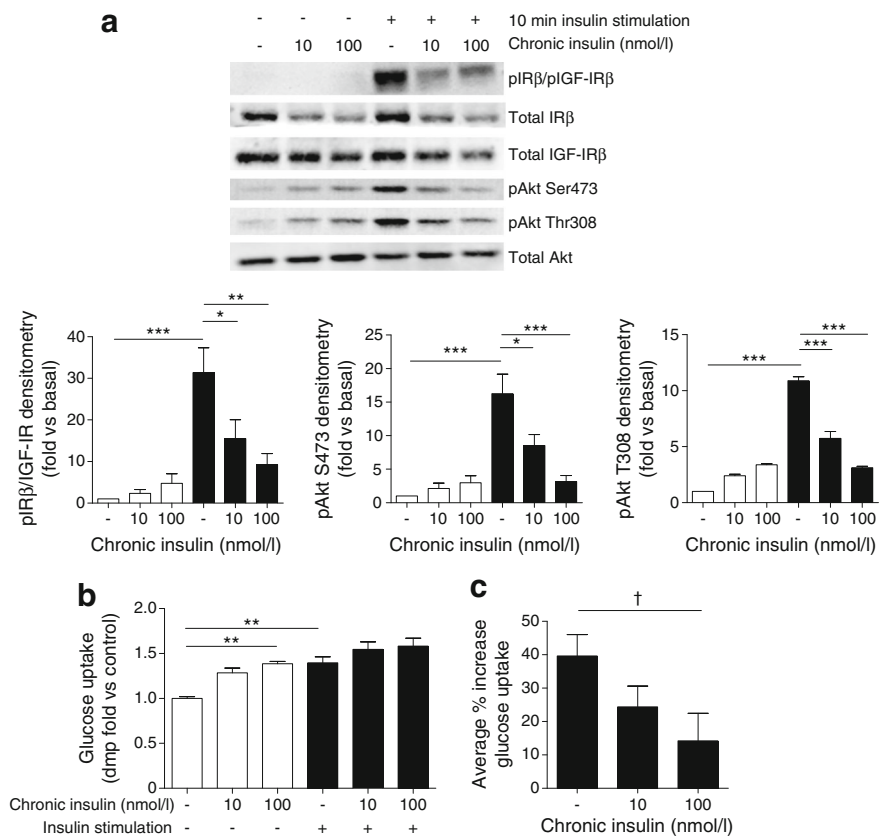 a
- - - + + + 10 min insulin stimulation
- 10 100 - 10 100 Chronic insulin (nmol/l)
pIRβ/pIGF-IRβ
Total IRβ
Total IGF-IRβ
pAkt Ser473
pAkt Thr308
Total Akt
pIRβ/IGF-IR densitometry
(fold vs basal)
40
30
20
10
0
***
**
*
- 10 100 - 10 100
Chronic insulin (nmol/l)
pAkt S473 densitometry
(fold vs basal)
25
20
15
10
5
0
***
***
*
- 10 100 - 10 100
Chronic insulin (nmol/l)
pAkt T308 densitometry
(fold vs basal)
15
10
5
0
***
***
***
- 10 100 - 10 100
Chronic insulin (nmol/l)
b
Glucose uptake
(dmp fold vs control)
2.0
1.5
1.0
0.5
0
**
**
Chronic insulin (nmol/l) - 10 100 - 10 100
Insulin stimulation - - - + + +
c
Average % increase
glucose uptake
50
40
30
20
10
0
†
- 10 100
Chronic insulin (nmol/l)